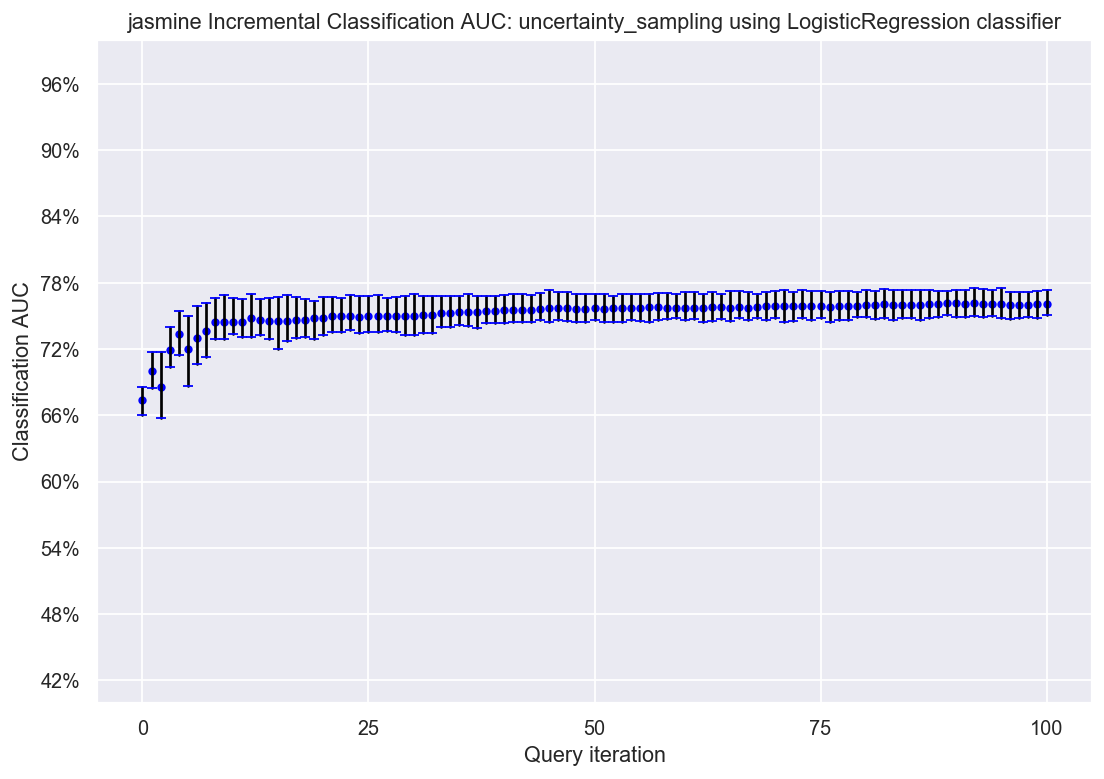 jasmine Incremental Classification AUC: uncertainty_sampling using LogisticRegression classifier
96%
90%
84%
78%
72%
66%
60%
54%
48%
42%
Classification AUC
0 25 50 75 100
Query iteration